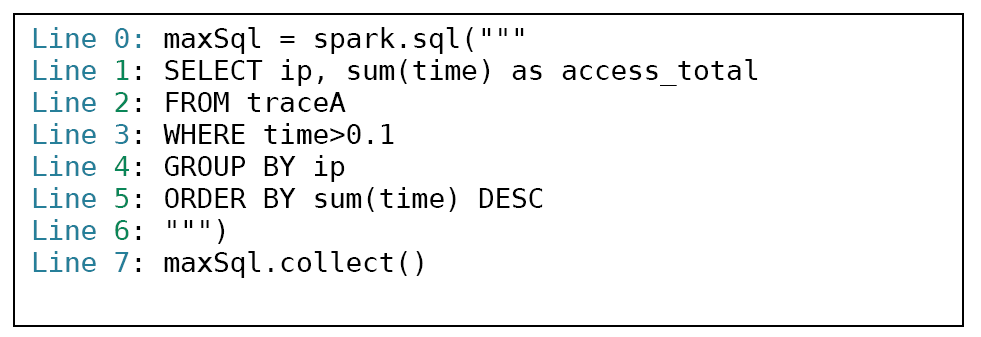 Line 0: maxSql = spark.sql("""
Line 1: SELECT ip, sum(time) as access_total
Line 2: FROM traceA
Line 3: WHERE time>0.1
Line 4: GROUP BY ip
Line 5: ORDER BY sum(time) DESC
Line 6: """)
Line 7: maxSql.collect()